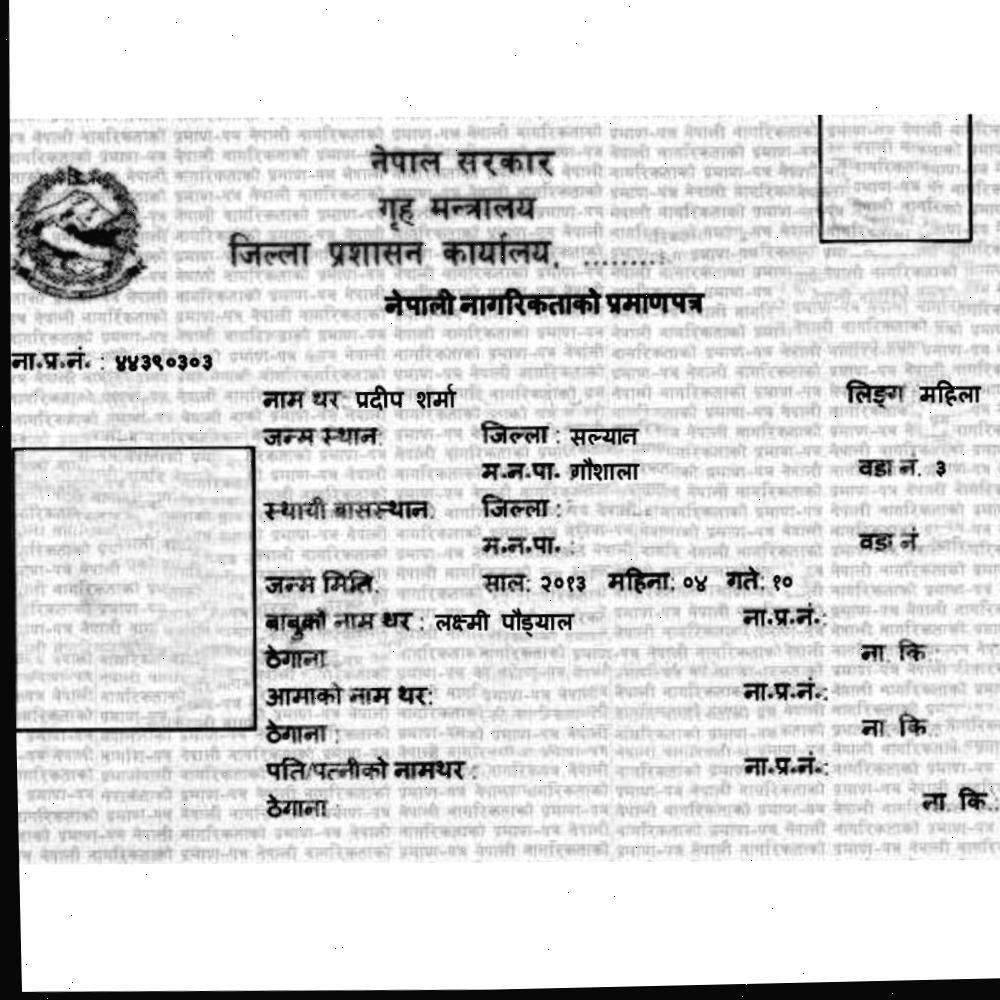 नेपाल सरकार
गृह मन्त्रालय
जिल्ला प्रशासन कार्यालय, ..........
नेपाली नागरिकताको प्रमाणपत्र
ना.प्र.नं. : ४४३९०३०३
नाम थर: प्रदीप शर्मा लिङ्ग महिला
जन्म स्थान: जिल्ला : सल्यान
म.न.पा. गौशाला वडा नं. ३
स्थायी बासस्थान: जिल्ला :
म.न.पा. : वडा नं.
जन्म मिति: साल: २०१३ महिना: ०४ गते: १०
बाबुको नाम थर : लक्ष्मी पौड्याल ना.प्र.नं.:
ठेगाना ना. कि.:
आमाको नाम थर: ना.प्र.नं.:
ठेगाना : ना. कि.:
पति/पत्नीको नामथर : ना.प्र.नं.:
ठेगाना : ना. कि.: